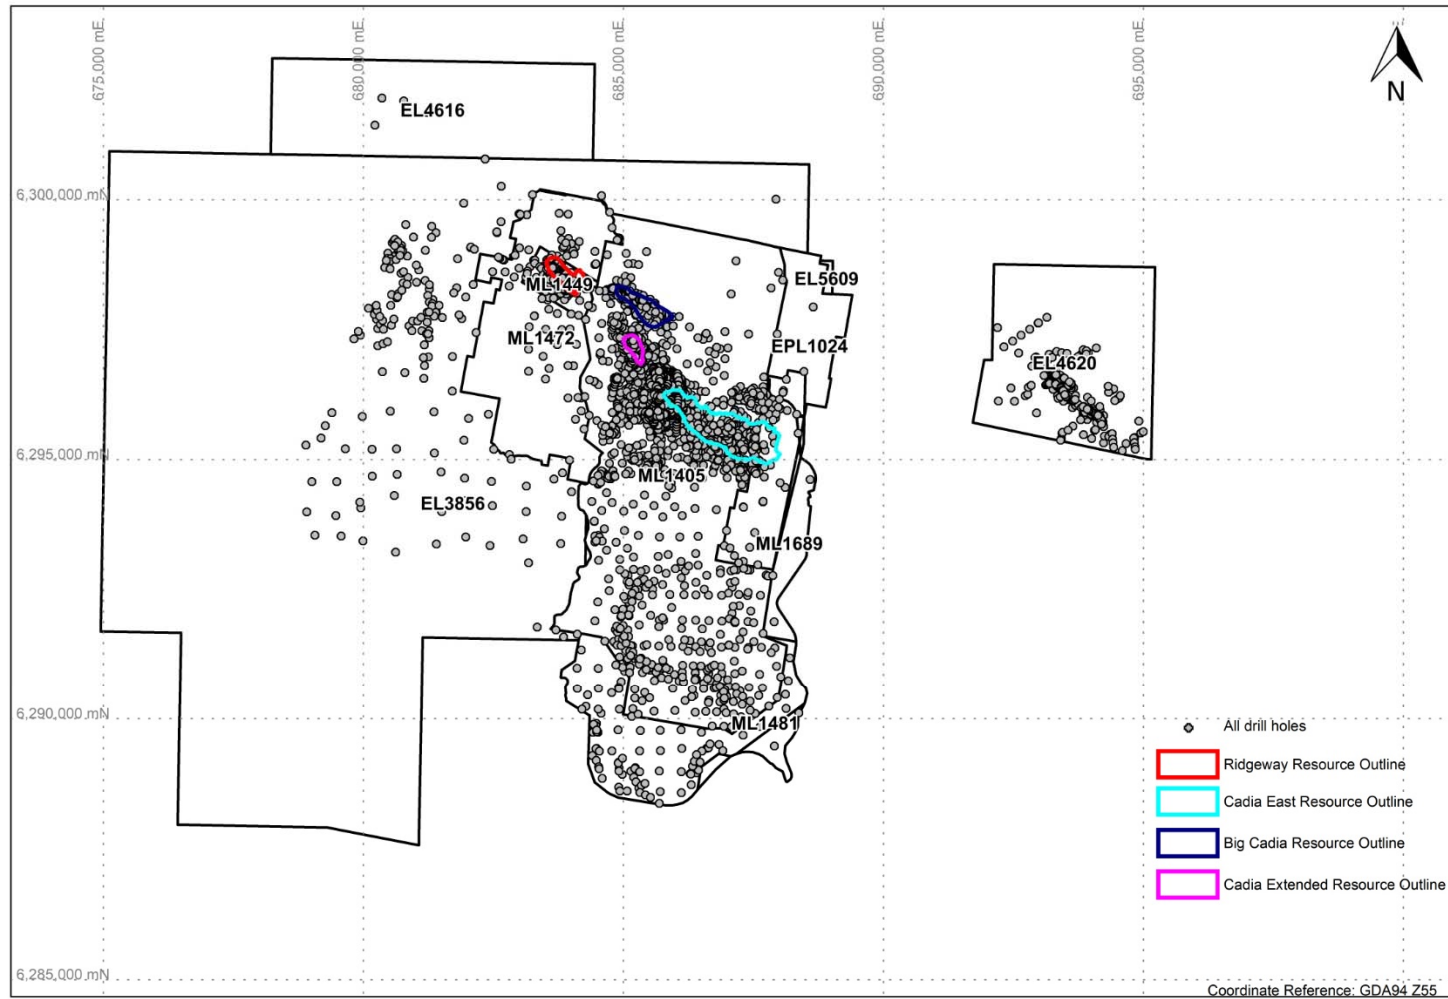 675,000 mE
680,000 mE
685,000 mE
690,000 mE
695,000 mE
N
EL4616
6,300,000 mN
EL5609
ML1449
ML1472
EPL1024
EL4620
6,295,000 mN
ML1405
EL3856
ML1689
6,290,000 mN
ML1481
All drill holes
Ridgeway Resource Outline
Cadia East Resource Outline
Big Cadia Resource Outline
Cadia Extended Resource Outline
6,285,000 mN
Coordinate Reference: GDA94 Z55